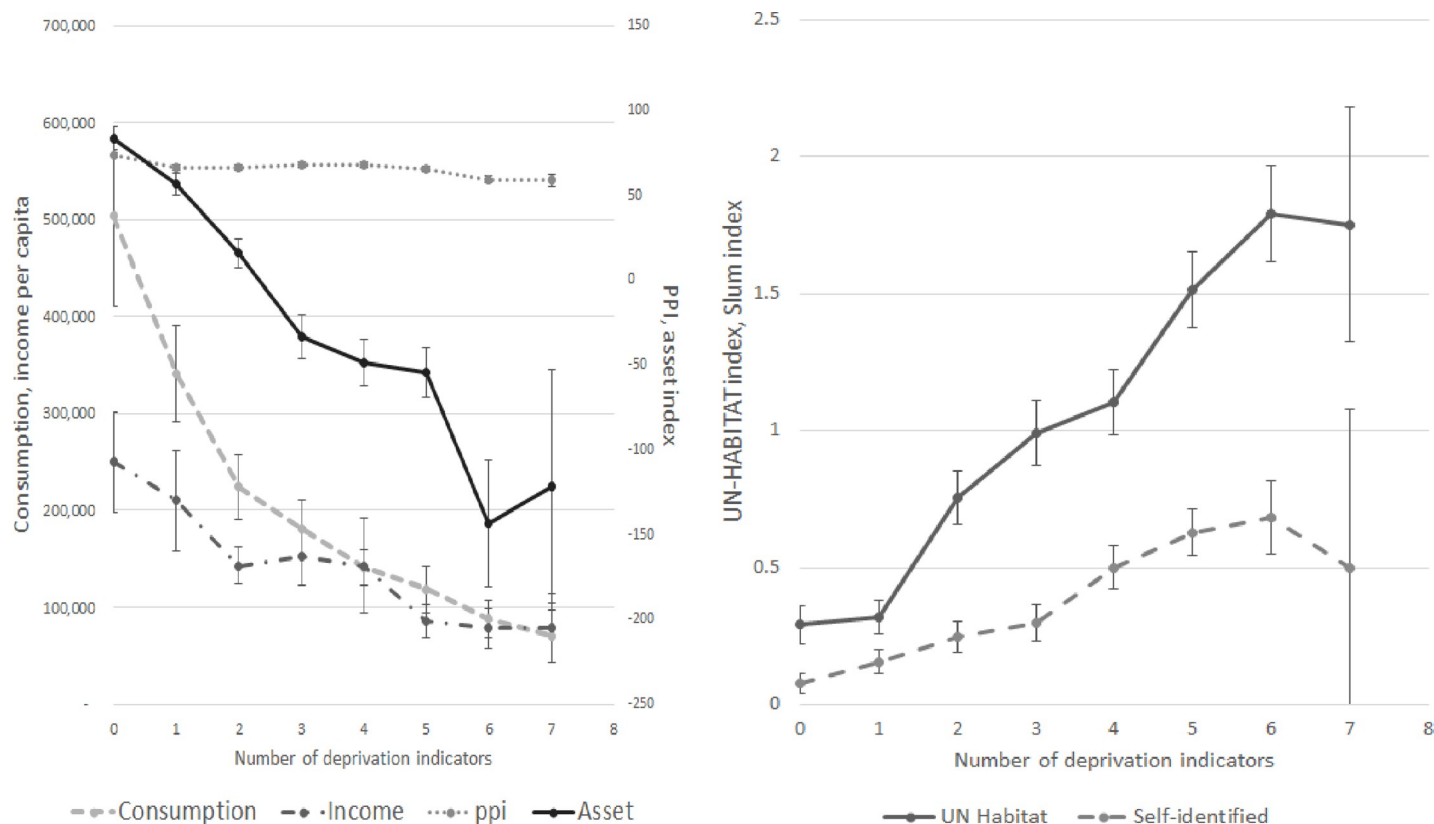 700,000
600,000
500,000
400,000
300,000
200,000
100,000
-
Consumption, income per capita
150
100
50
0
-50
-100
-150
-200
-250
PPI, asset index
0 1 2 3 4 5 6 7 8
Number of deprivation indicators
Consumption Income ppi Asset
2.5
2
1.5
1
0.5
0
UN-HABITAT index, Slum index
0 1 2 3 4 5 6 7 8
Number of deprivation indicators
UN Habitat Self-identified